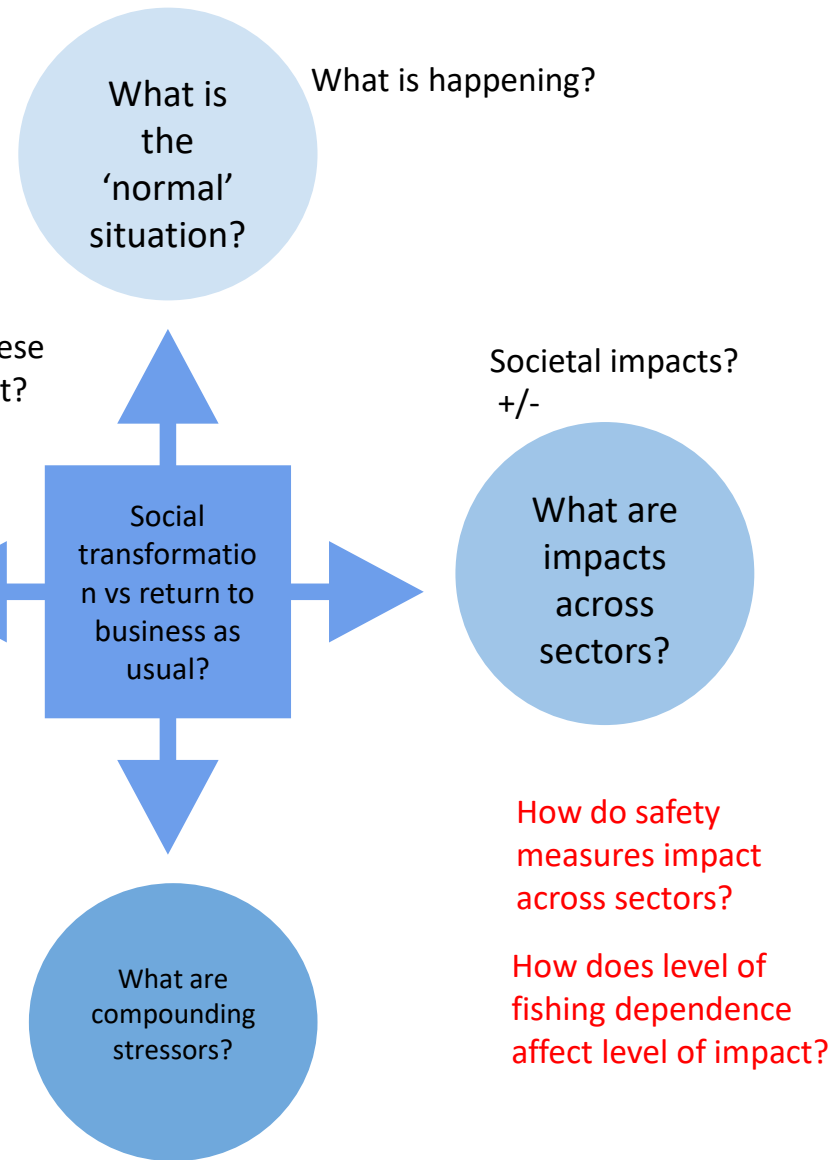 What is
the
‘normal’
situation?
What is happening?
t?
Societal impacts?
+/-
Social
transformatio
n vs return to
business as
usual?
What are
impacts
across
sectors?
How do safety
measures impact
across sectors?
How does level of
fishing dependence
affect level of impact?
What are
compounding
stressors?